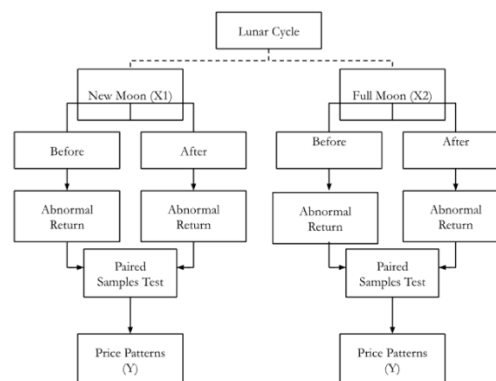 Lunar Cycle
New Moon (X1)
Full Moon (X2)
Before
After
Before
After
Abnormal
Return
Abnormal
Return
Abnormal
Return
Abnormal
Return
Paired
Samples Test
Paired
Samples Test
Price Patterns
(Y)
Price Patterns
(Y)